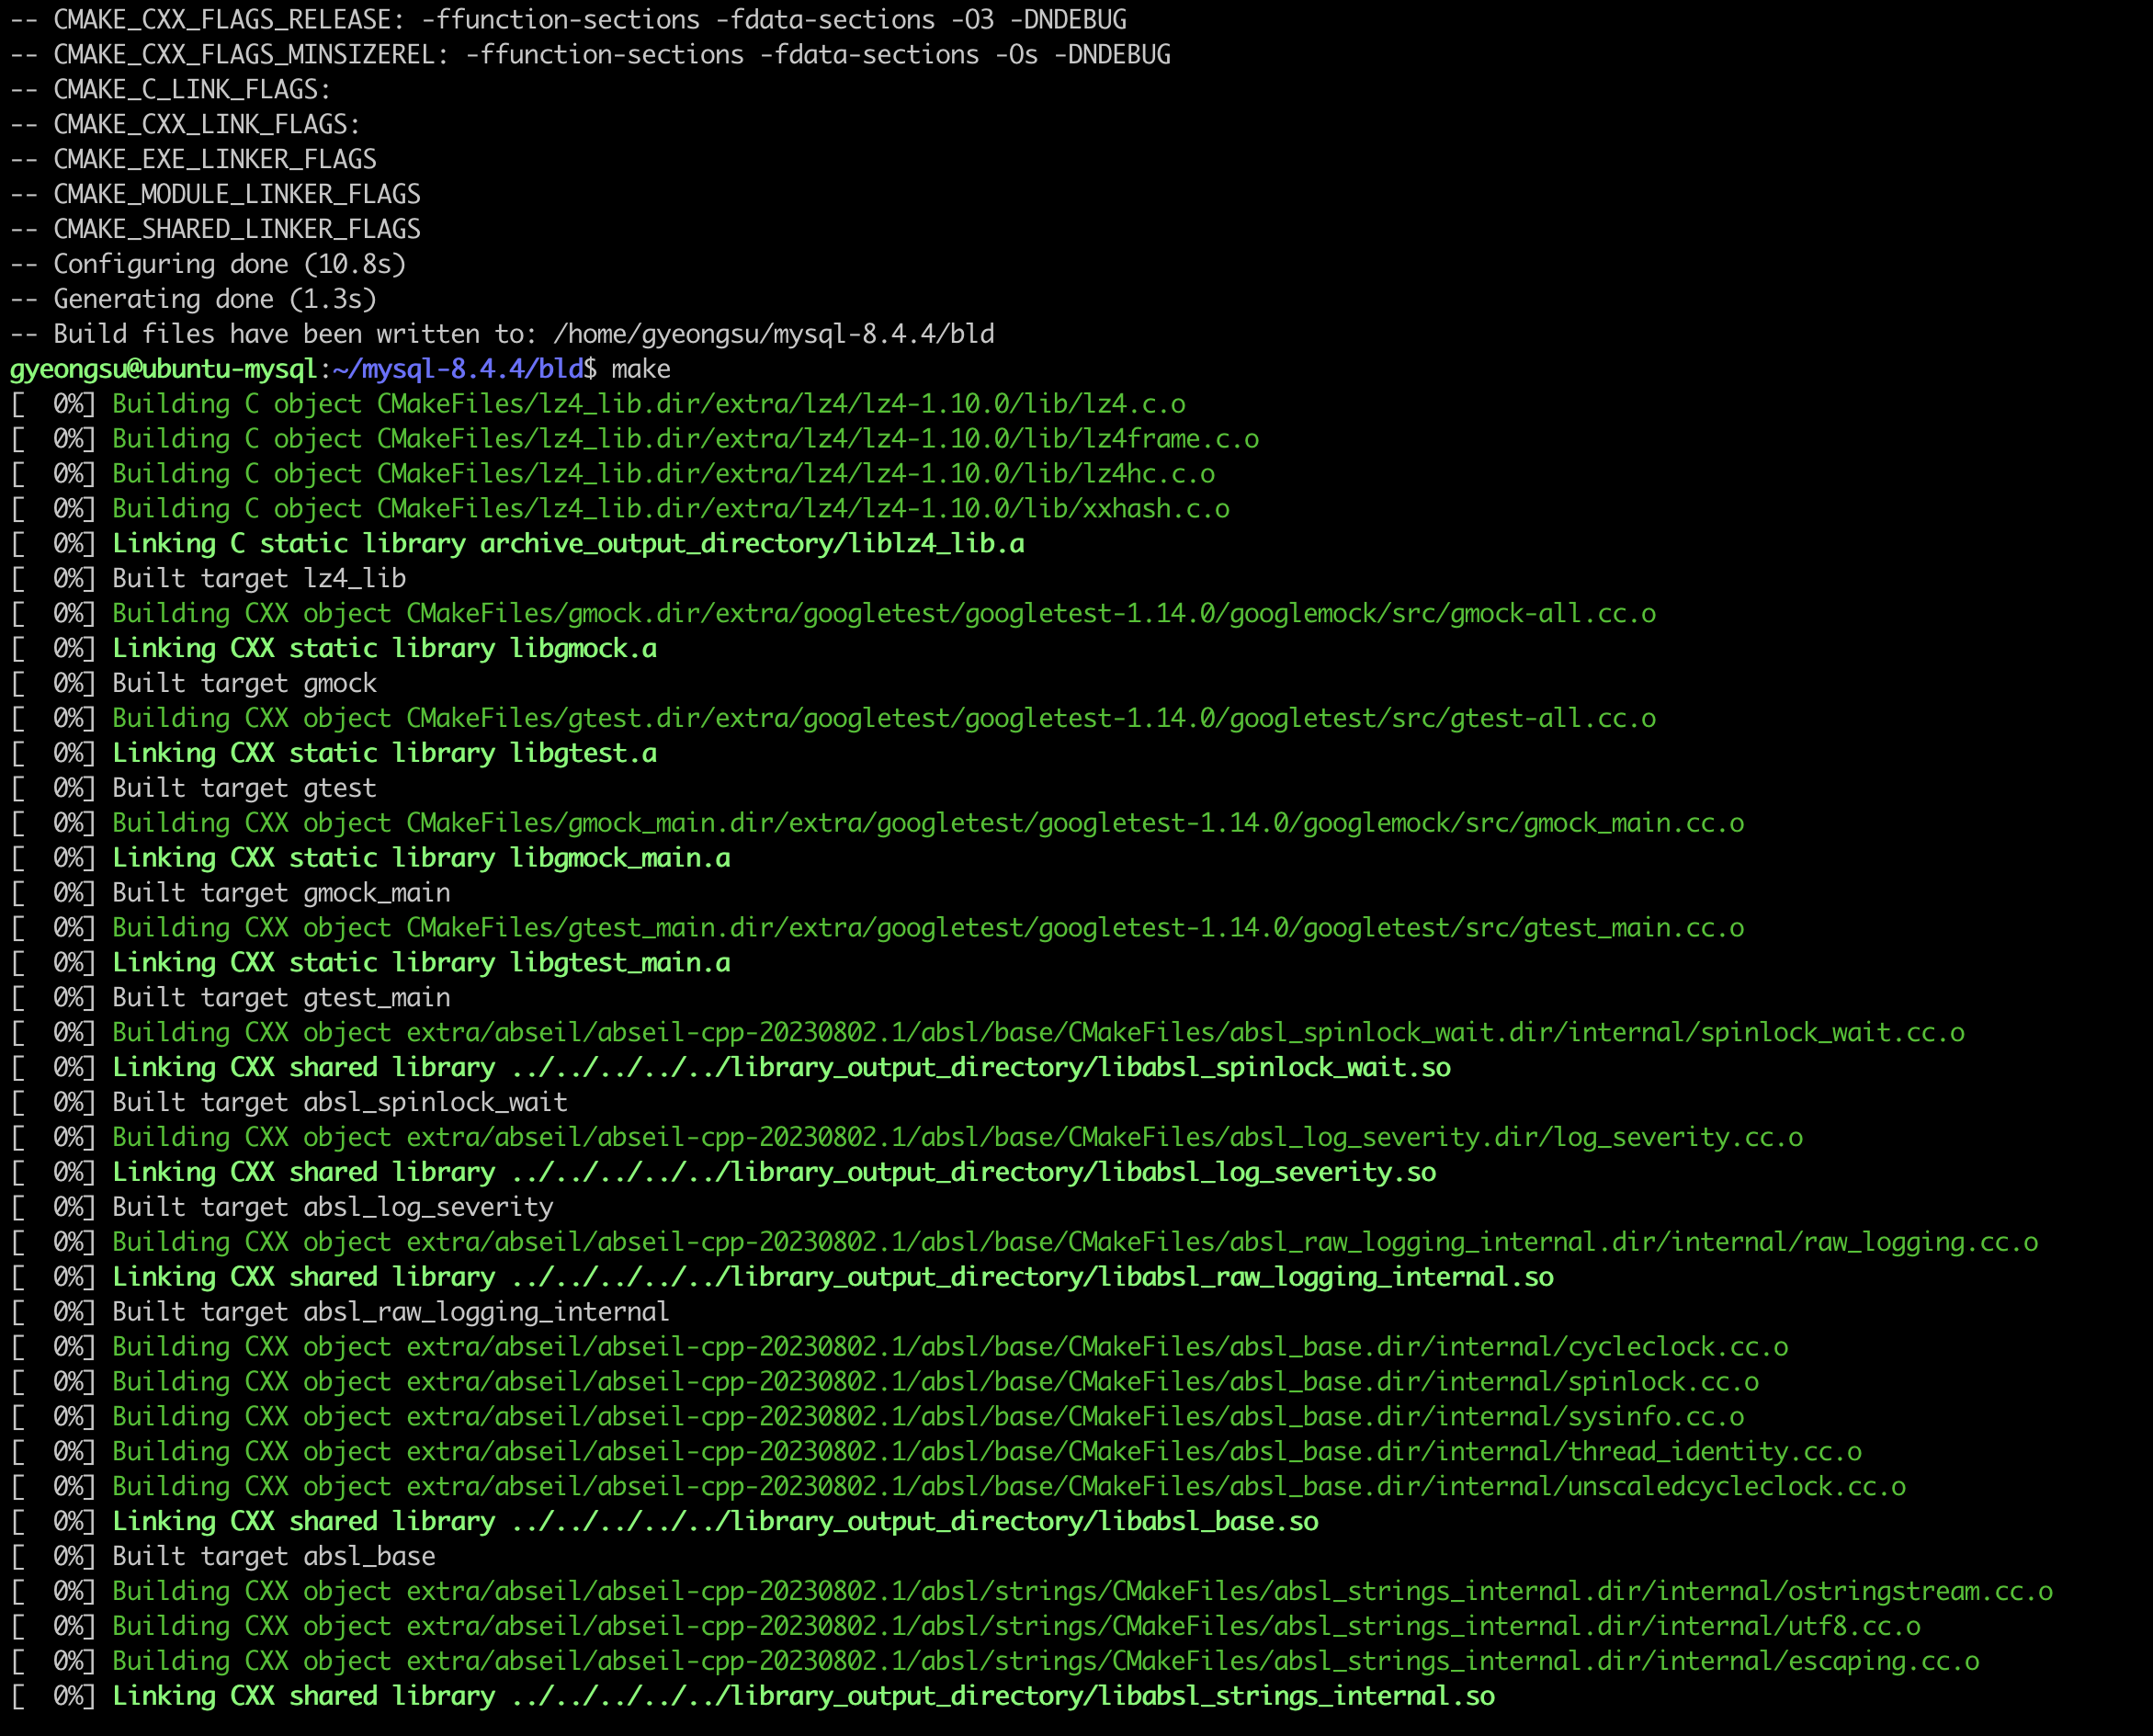 -- CMAKE_CXX_FLAGS_RELEASE: -ffunction-sections -fdata-sections -O3 -DNDEBUG
-- CMAKE_CXX_FLAGS_MINSIZEREL: -ffunction-sections -fdata-sections -Os -DNDEBUG
-- CMAKE_C_LINK_FLAGS:
-- CMAKE_CXX_LINK_FLAGS:
-- CMAKE_EXE_LINKER_FLAGS
-- CMAKE_MODULE_LINKER_FLAGS
-- CMAKE_SHARED_LINKER_FLAGS
-- Configuring done (10.8s)
-- Generating done (1.3s)
-- Build files have been written to: /home/gyeongsu/mysql-8.4.4/bld
gyeongsu@ubuntu-mysql:~/mysql-8.4.4/bld$ make
[  0%] Building C object CMakeFiles/lz4_lib.dir/extra/lz4/lz4-1.10.0/lib/lz4.c.o
[  0%] Building C object CMakeFiles/lz4_lib.dir/extra/lz4/lz4-1.10.0/lib/lz4frame.c.o
[  0%] Building C object CMakeFiles/lz4_lib.dir/extra/lz4/lz4-1.10.0/lib/lz4hc.c.o
[  0%] Building C object CMakeFiles/lz4_lib.dir/extra/lz4/lz4-1.10.0/lib/xxhash.c.o
[  0%] Linking C static library archive_output_directory/liblz4_lib.a
[  0%] Built target lz4_lib
[  0%] Building CXX object CMakeFiles/gmock.dir/extra/googletest/googletest-1.14.0/googlemock/src/gmock-all.cc.o
[  0%] Linking CXX static library libgmock.a
[  0%] Built target gmock
[  0%] Building CXX object CMakeFiles/gtest.dir/extra/googletest/googletest-1.14.0/googletest/src/gtest-all.cc.o
[  0%] Linking CXX static library libgtest.a
[  0%] Built target gtest
[  0%] Building CXX object CMakeFiles/gmock_main.dir/extra/googletest/googletest-1.14.0/googlemock/src/gmock_main.cc.o
[  0%] Linking CXX static library libgmock_main.a
[  0%] Built target gmock_main
[  0%] Building CXX object CMakeFiles/gtest_main.dir/extra/googletest/googletest-1.14.0/googletest/src/gtest_main.cc.o
[  0%] Linking CXX static library libgtest_main.a
[  0%] Built target gtest_main
[  0%] Building CXX object extra/abseil/abseil-cpp-20230802.1/absl/base/CMakeFiles/absl_spinlock_wait.dir/internal/spinlock_wait.cc.o
[  0%] Linking CXX shared library ../../../../../library_output_directory/libabsl_spinlock_wait.so
[  0%] Built target absl_spinlock_wait
[  0%] Building CXX object extra/abseil/abseil-cpp-20230802.1/absl/base/CMakeFiles/absl_log_severity.dir/log_severity.cc.o
[  0%] Linking CXX shared library ../../../../../library_output_directory/libabsl_log_severity.so
[  0%] Built target absl_log_severity
[  0%] Building CXX object extra/abseil/abseil-cpp-20230802.1/absl/base/CMakeFiles/absl_raw_logging_internal.dir/internal/raw_logging.cc.o
[  0%] Linking CXX shared library ../../../../../library_output_directory/libabsl_raw_logging_internal.so
[  0%] Built target absl_raw_logging_internal
[  0%] Building CXX object extra/abseil/abseil-cpp-20230802.1/absl/base/CMakeFiles/absl_base.dir/internal/cycleclock.cc.o
[  0%] Building CXX object extra/abseil/abseil-cpp-20230802.1/absl/base/CMakeFiles/absl_base.dir/internal/spinlock.cc.o
[  0%] Building CXX object extra/abseil/abseil-cpp-20230802.1/absl/base/CMakeFiles/absl_base.dir/internal/sysinfo.cc.o
[  0%] Building CXX object extra/abseil/abseil-cpp-20230802.1/absl/base/CMakeFiles/absl_base.dir/internal/thread_identity.cc.o
[  0%] Building CXX object extra/abseil/abseil-cpp-20230802.1/absl/base/CMakeFiles/absl_base.dir/internal/unscaledcycleclock.cc.o
[  0%] Linking CXX shared library ../../../../../library_output_directory/libabsl_base.so
[  0%] Built target absl_base
[  0%] Building CXX object extra/abseil/abseil-cpp-20230802.1/absl/strings/CMakeFiles/absl_strings_internal.dir/internal/ostringstream.cc.o
[  0%] Building CXX object extra/abseil/abseil-cpp-20230802.1/absl/strings/CMakeFiles/absl_strings_internal.dir/internal/utf8.cc.o
[  0%] Building CXX object extra/abseil/abseil-cpp-20230802.1/absl/strings/CMakeFiles/absl_strings_internal.dir/internal/escaping.cc.o
[  0%] Linking CXX shared library ../../../../../library_output_directory/libabsl_strings_internal.so